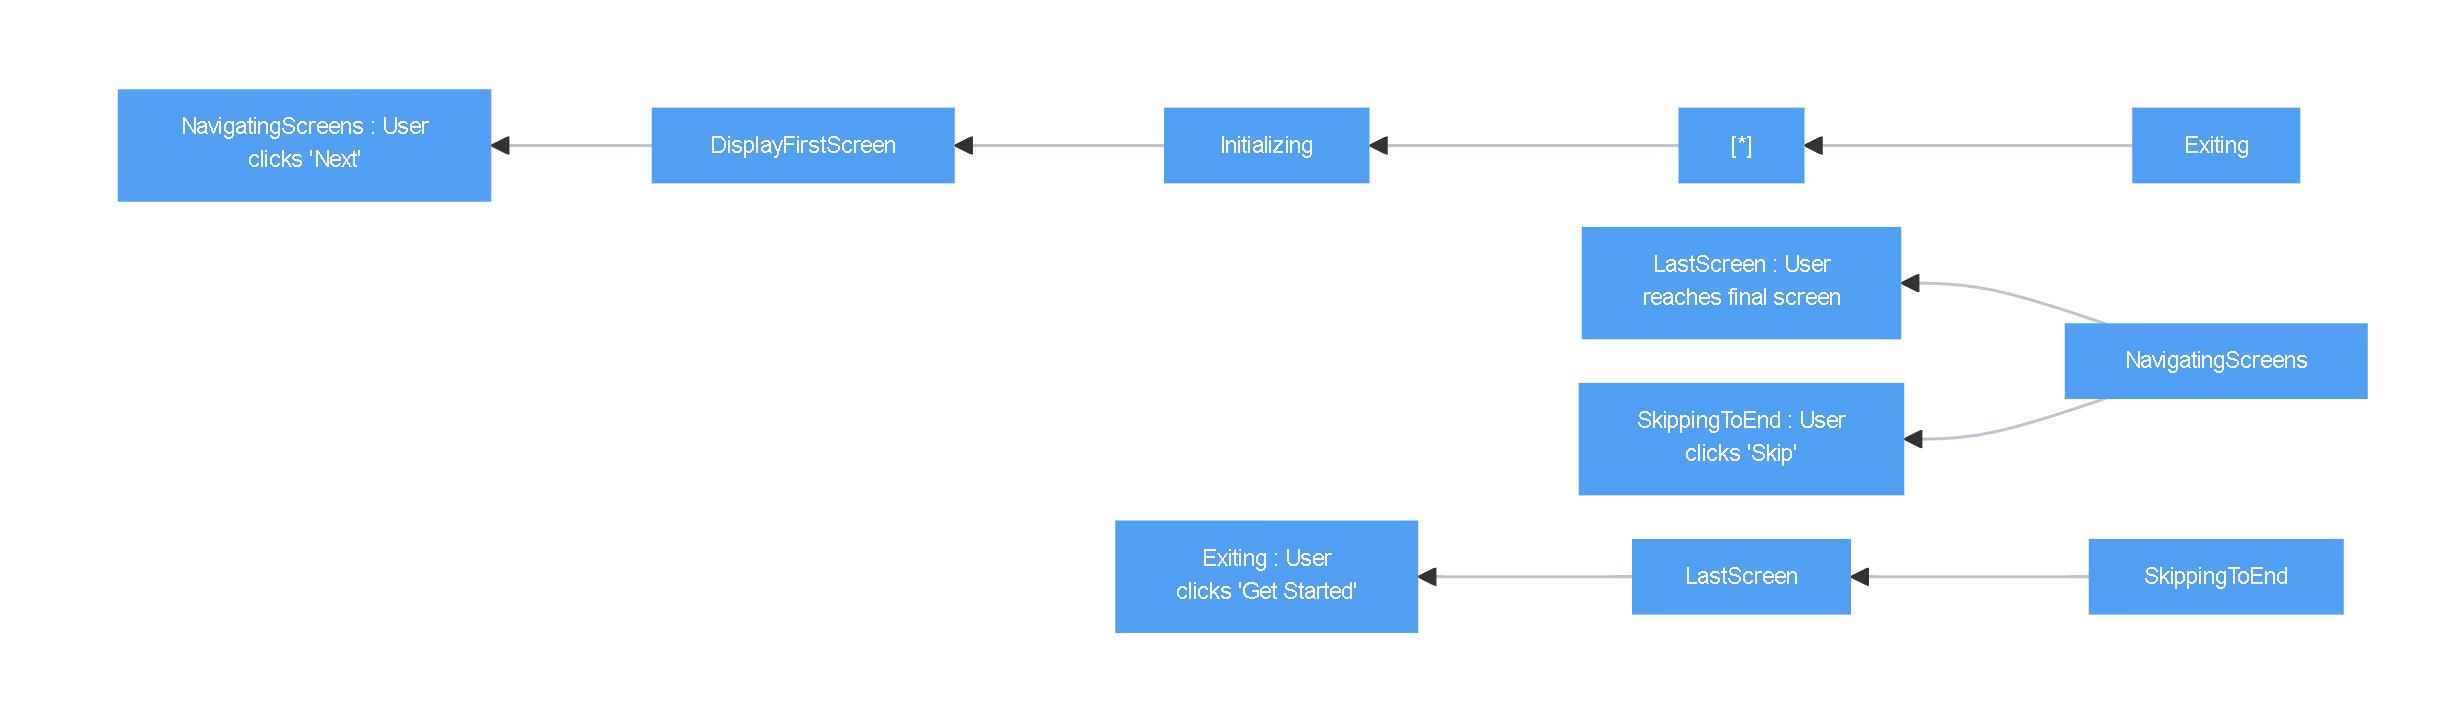 NavigatingScreens : User
clicks 'Next'
DisplayFirstScreen
Initializing
[*]
Exiting
LastScreen : User
reaches final screen
NavigatingScreens
SkippingToEnd : User
clicks 'Skip'
Exiting : User
clicks 'Get Started'
LastScreen
SkippingToEnd